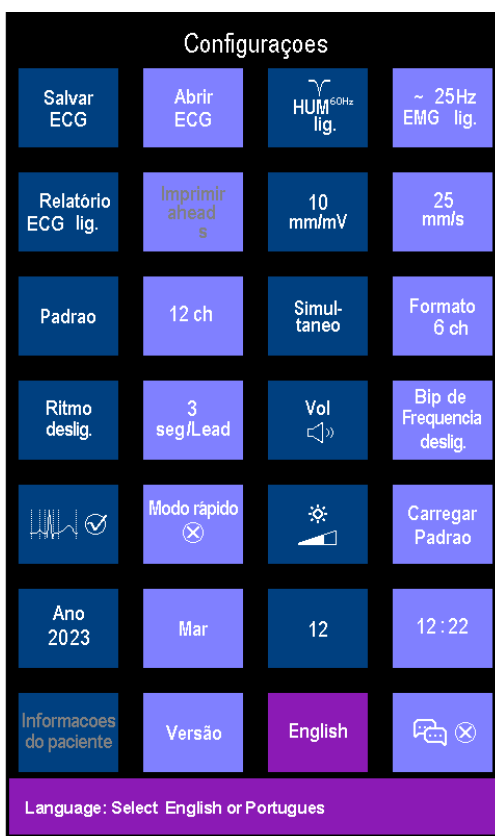 Configuraçoes
Salvar
ECG
Abrir
ECG
HUM 60Hz
lig.
~ 25Hz
EMG lig.
Relatório
ECG lig.
Imprimir
ahead
s
10
mm/mV
25
mm/s
Padrao
12 ch
Simul-
taneo
Formato
6 ch
Ritmo
deslig.
3
seg/Lead
Vol
Bip de
Frequencia
deslig.
Modo rápido
Carregar
Padrao
Ano
2023
Mar
12
12:22
Informacoes
do paciente
Versão
English
Language: Select English or Portugues